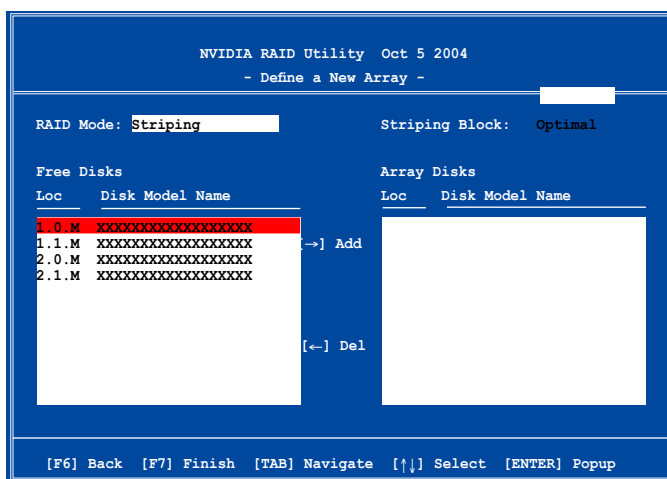 NVIDIA RAID Utility Oct 5 2004
- Define a New Array -
RAID Mode: Striping
Striping Block: Optimal
Free Disks
Loc Disk Model Name
1.0.M XXXXXXXXXXXXXXXXXX
1.1.M XXXXXXXXXXXXXXXXXX
2.0.M XXXXXXXXXXXXXXXXXX
2.1.M XXXXXXXXXXXXXXXXXX
[→] Add
[←] Del
Array Disks
Loc Disk Model Name
[F6] Back [F7] Finish [TAB] Navigate [↑↓] Select [ENTER] Popup